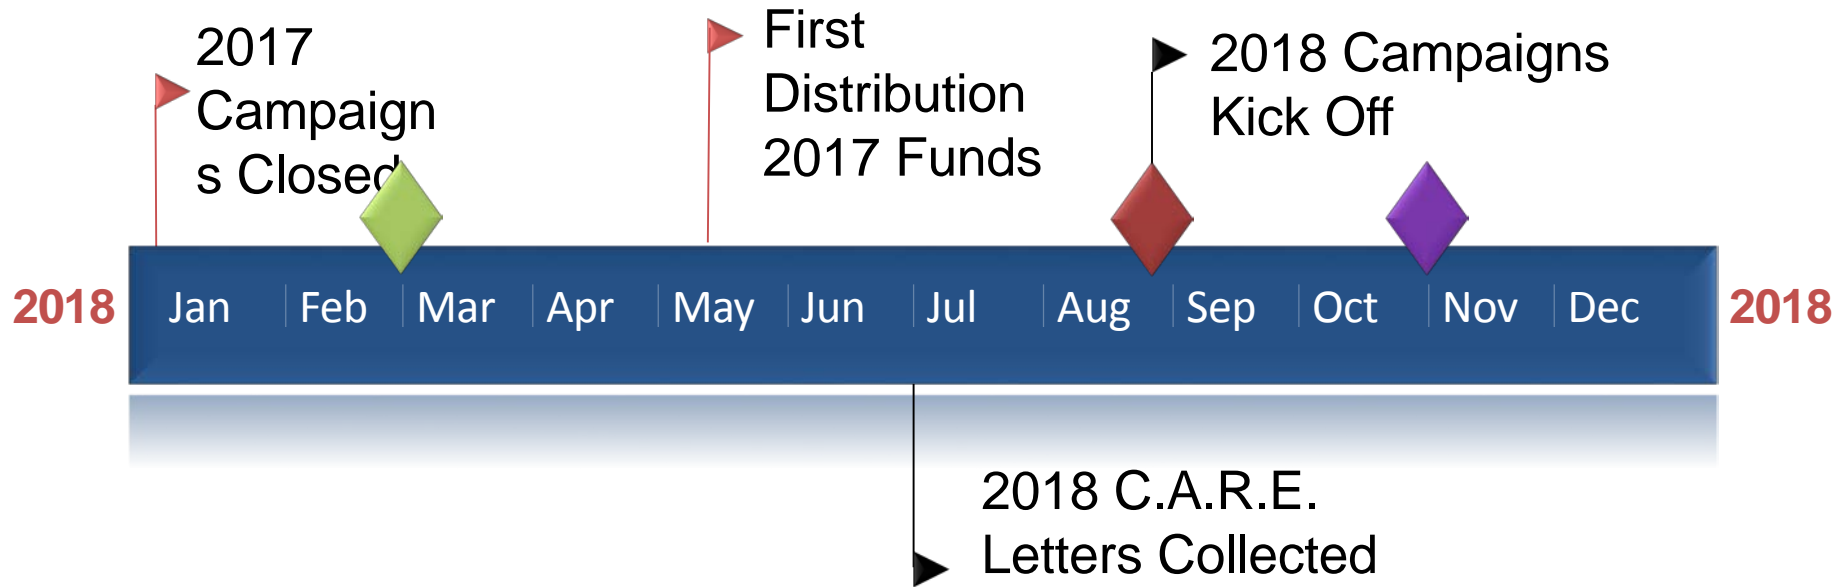 2017
Campaign
s Closed
First
Distribution
2017 Funds
2018 Campaigns
Kick Off
2018 Jan Feb Mar Apr May Jun Jul Aug Sep Oct Nov Dec 2018
2018 C.A.R.E.
Letters Collected